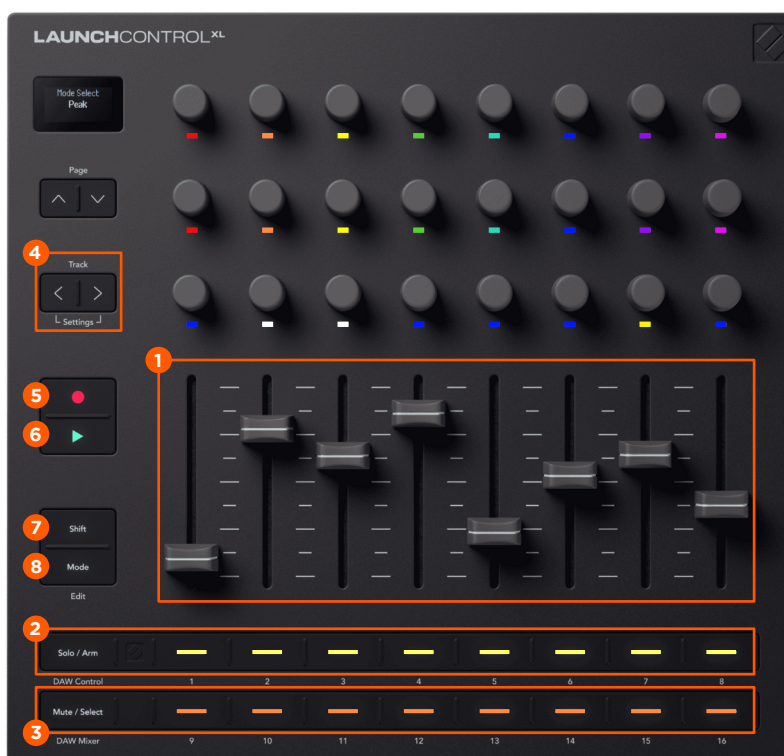 LAUNCHCONTROL XL
Mode Select
Peak
Page
4
Track
Settings
1
5
6
7
Shift
8
Mode
Edit
2
Solo / Arm
DAW Control 1 2 3 4 5 6 7 8
Mute / Select
3
DAW Mixer 9 10 11 12 13 14 15 16